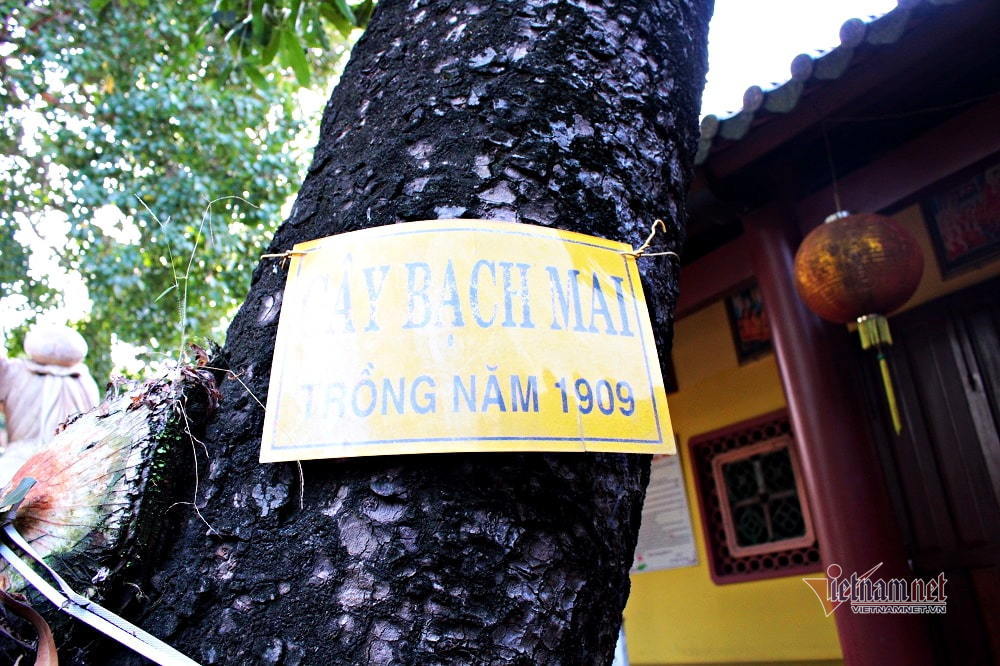 CÂY BẠCH MAI
TRỒNG NĂM 1909
vietnamnet
VIETNAMNET.VN